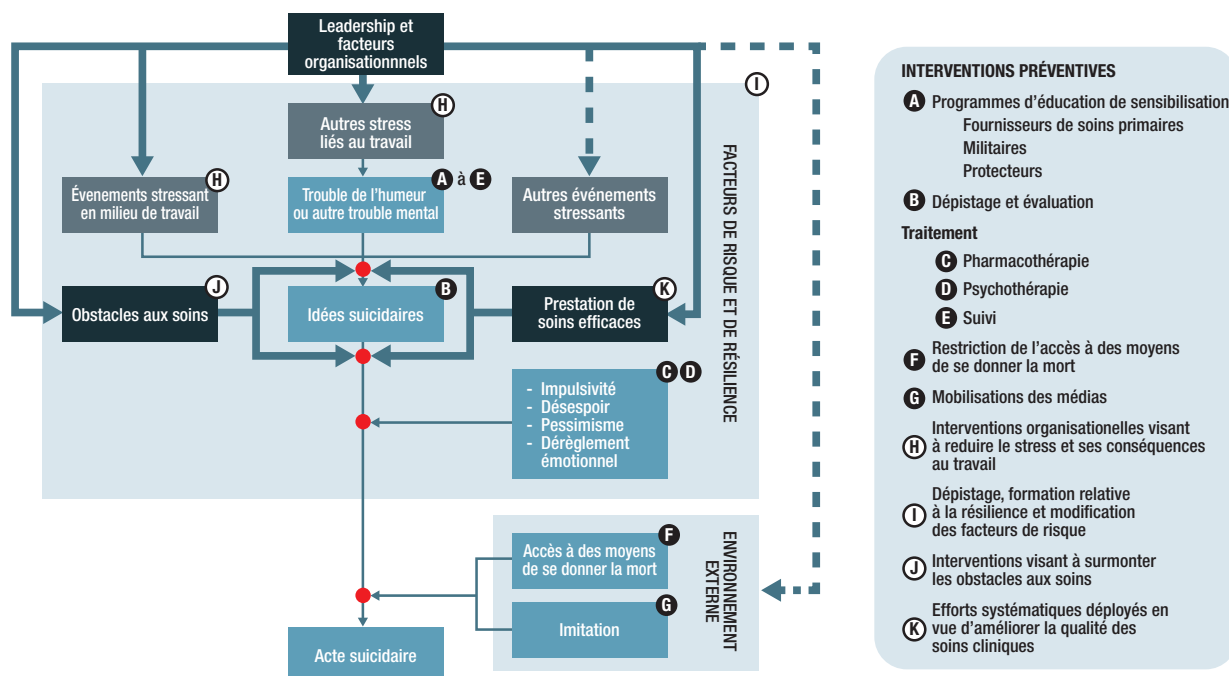 Leadership et
facteurs
organisationnnels
I
H
Autres stress
liés au travail
H
Évenements stressant
en milieu de travail
A à E
Trouble de l'humeur
ou autre trouble mental
Autres événements
stressants
J
Obstacles aux soins
B
Idées suicidaires
K
Prestation de
soins efficaces
C D
- Impulsivité
- Désespoir
- Pessimisme
- Dérèglement
émotionnel
FACTEURS DE RISQUE ET DE RÉSILIENCE
F
Accès à des moyens
de se donner la mort
G
Imitation
ENVIRONNEMENT
EXTERNE
Acte suicidaire
INTERVENTIONS PRÉVENTIVES
A Programmes d'éducation de sensibilisation
Fournisseurs de soins primaires
Militaires
Protecteurs
B Dépistage et évaluation
Traitement
C Pharmacothérapie
D Psychothérapie
E Suivi
F Restriction de l'accès à des moyens
de se donner la mort
G Mobilisations des médias
H Interventions organisationelles visant
à reduire le stress et ses conséquences
au travail
I Dépistage, formation relative
à la résilience et modification
des facteurs de risque
J Interventions visant à surmonter
les obstacles aux soins
K Efforts systématiques déployés en
vue d'améliorer la qualité des
soins cliniques